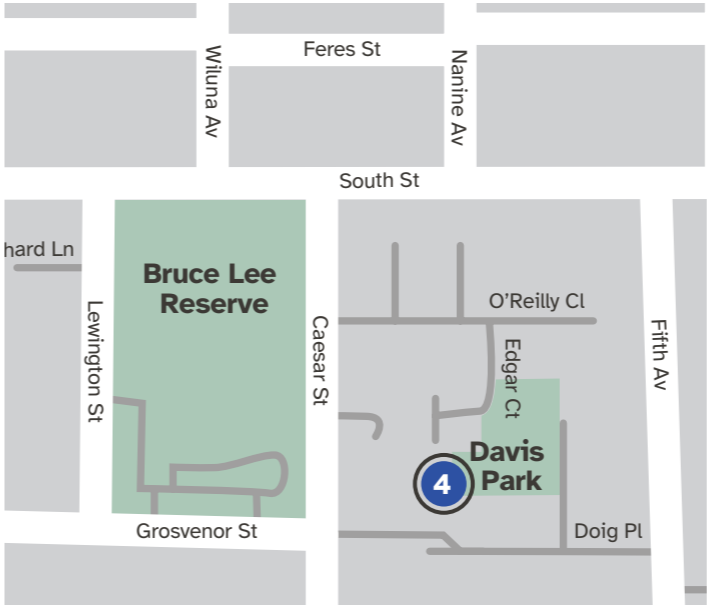 Feres St
Wiluna Av
Nanine Av
South St
hard Ln
Bruce Lee
Reserve
O'Reilly Cl
Lewington St
Caesar St
Edgar Ct
Fifth Av
Davis
Park
4
Grosvenor St
Doig Pl